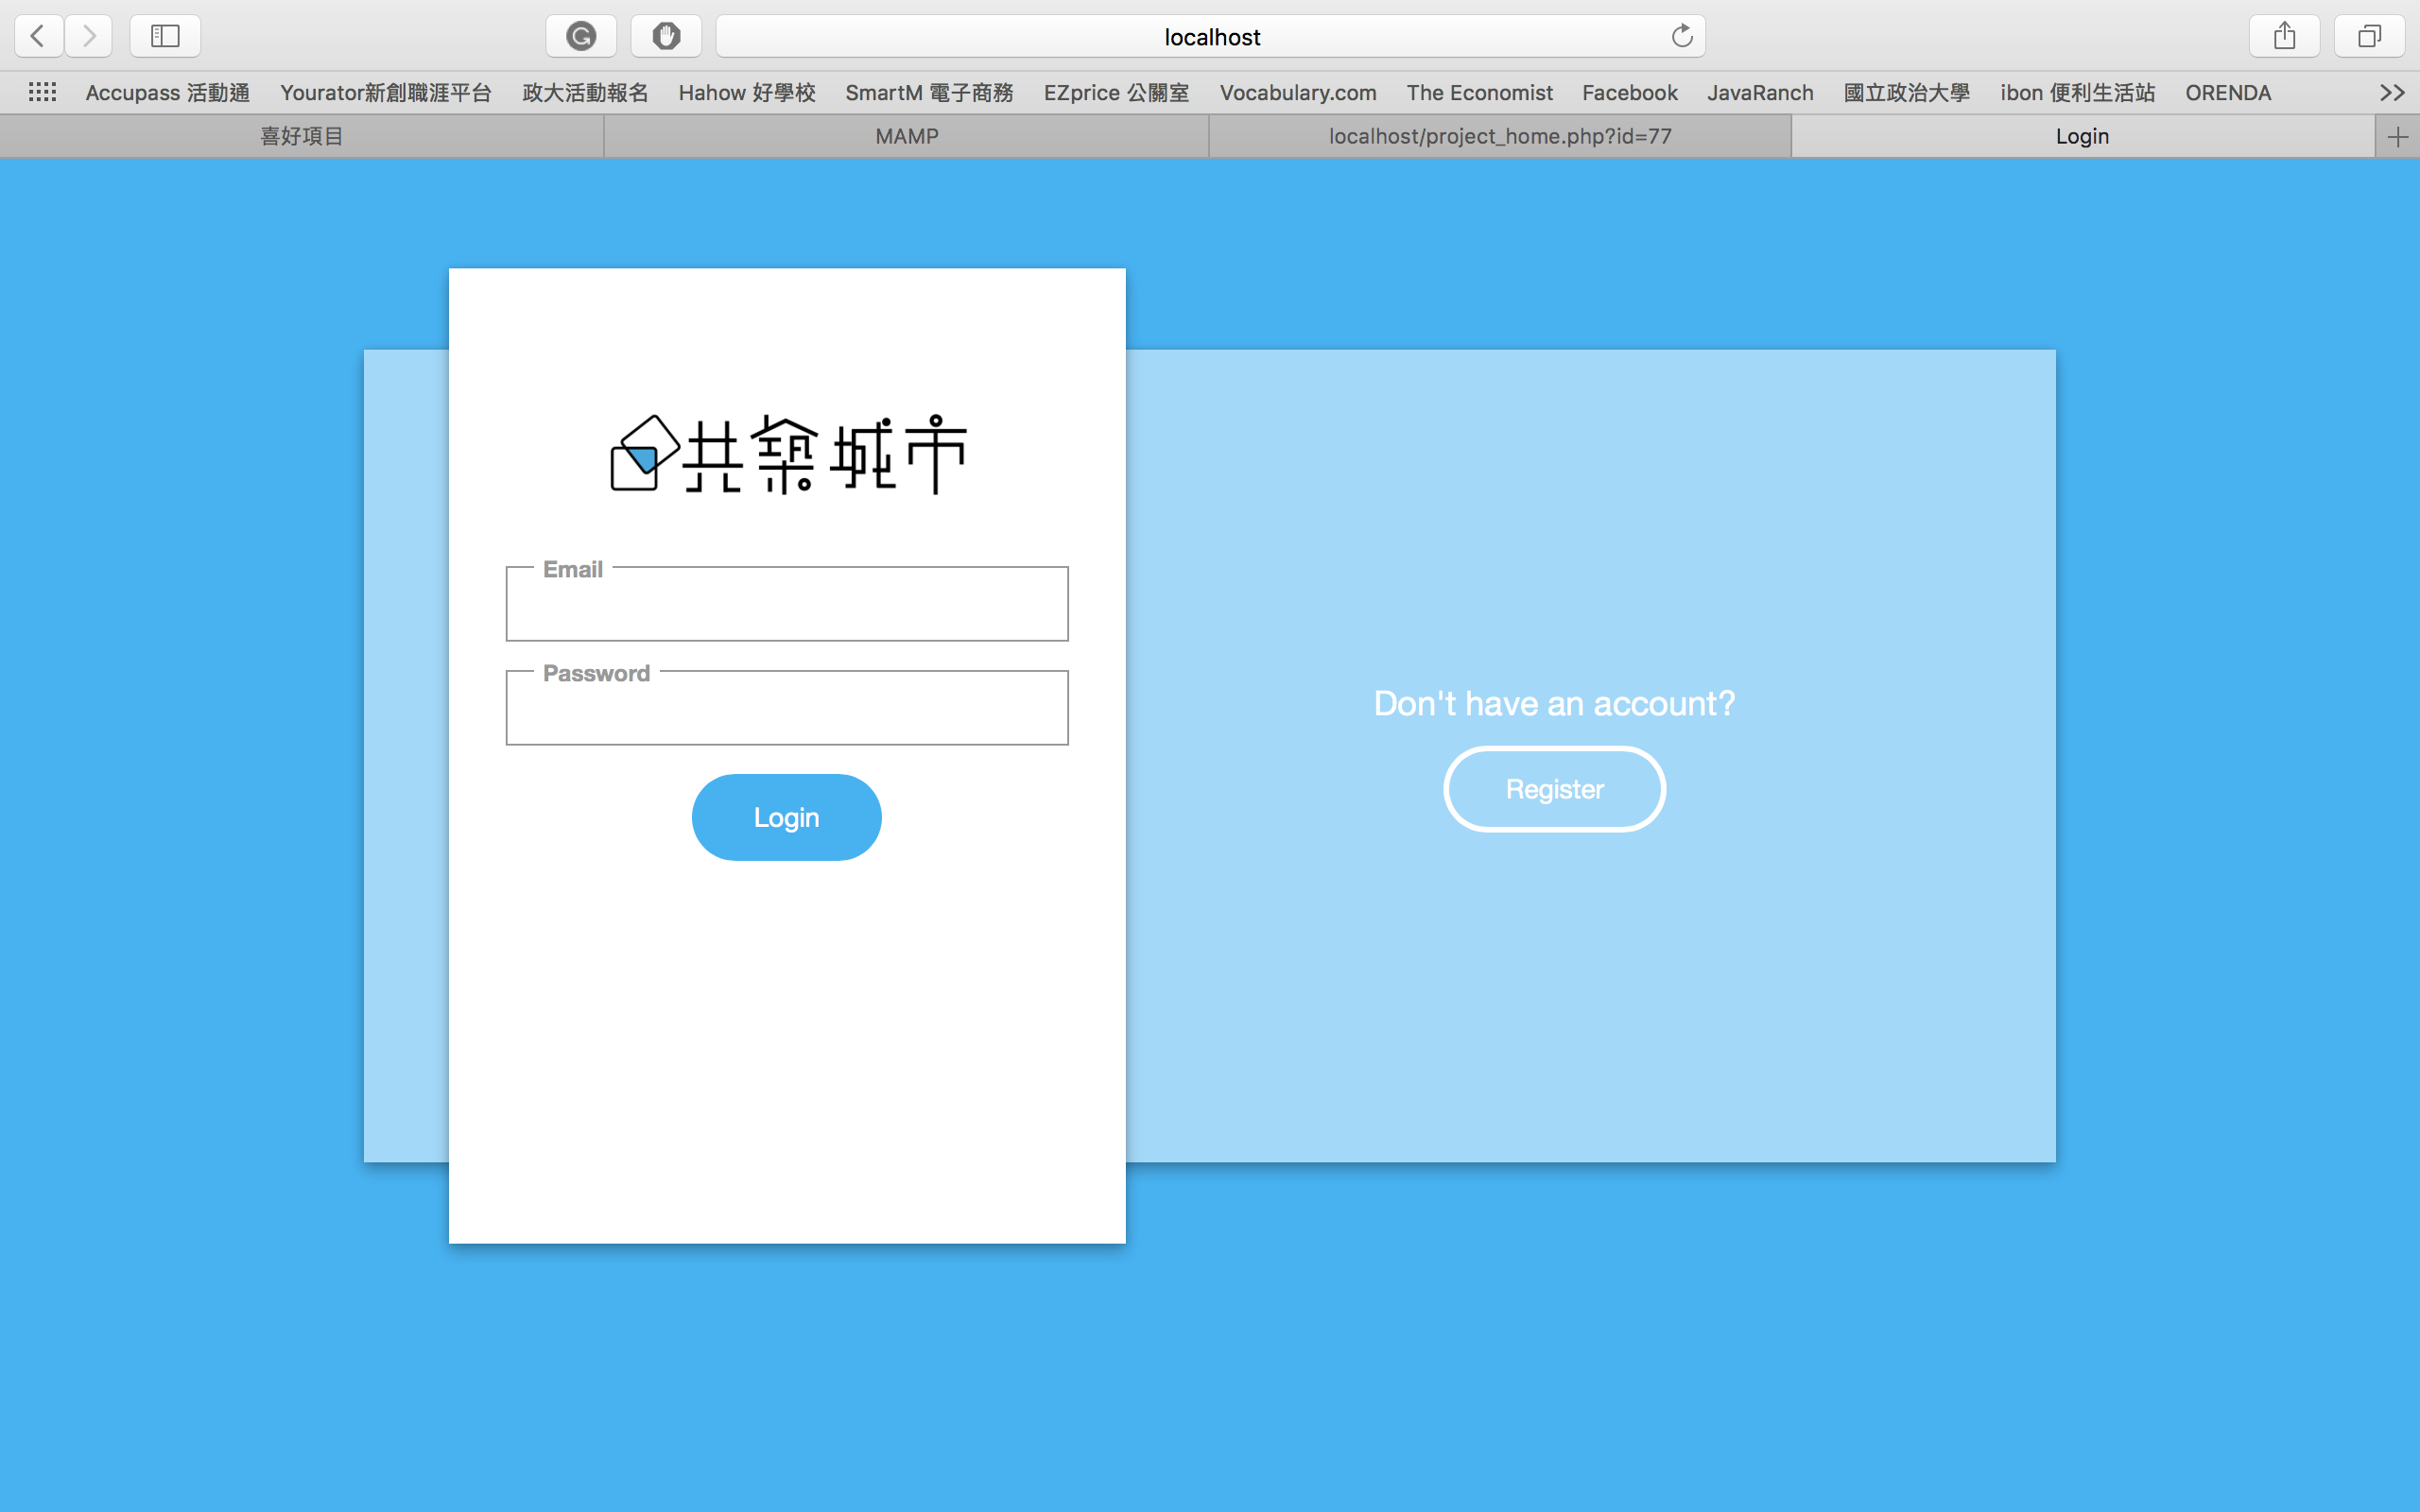 localhost
Accupass 活動通 Yourator新創職涯平台 政大活動報名 Hahow 好學校 SmartM 電子商務 EZprice 公關室 Vocabulary.com The Economist Facebook JavaRanch 國立政治大學 ibon 便利生活站 ORENDA
喜好項目 MAMP localhost/project_home.php?id=77 Login
共築城市
Email
Password
Login
Don't have an account?
Register